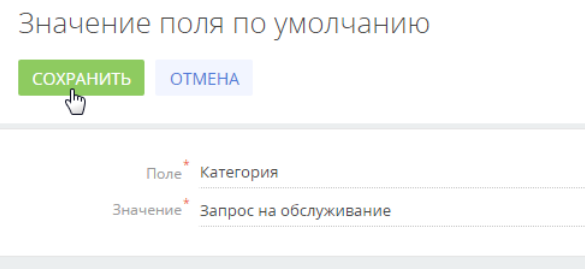 Значение поля по умолчанию
СОХРАНИТЬ ОТМЕНА
Поле* Категория
Значение* Запрос на обслуживание